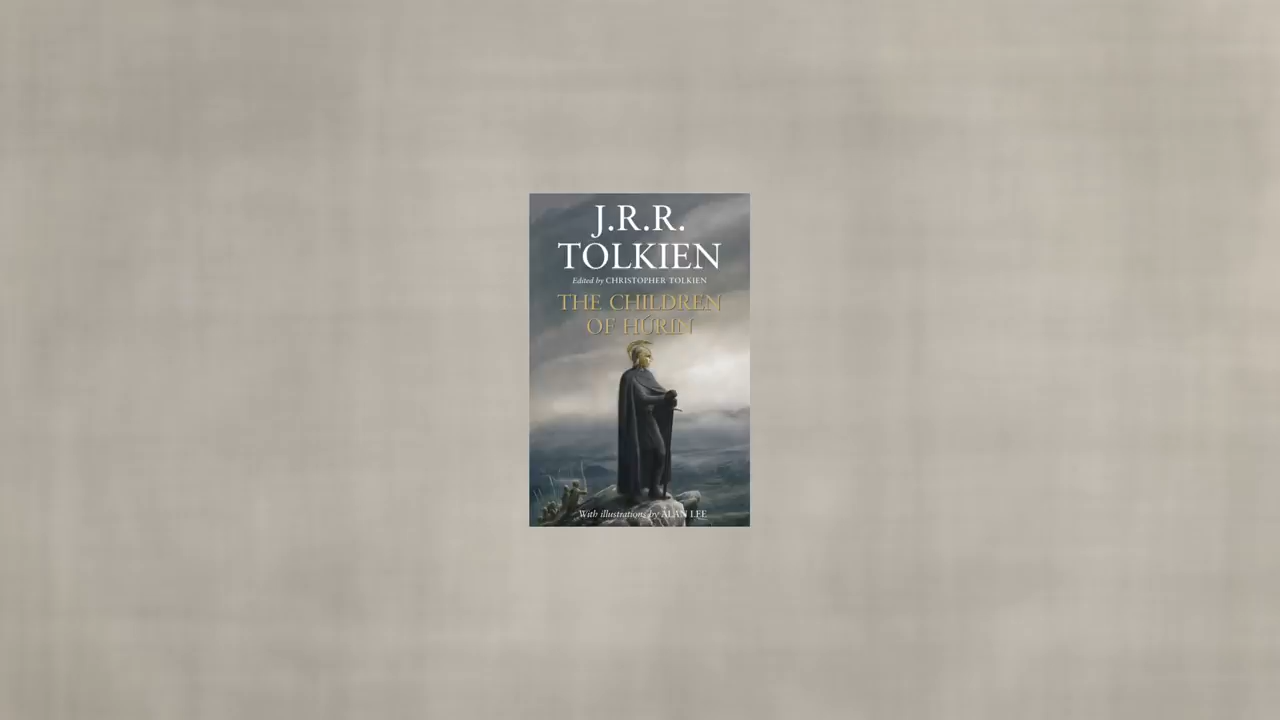 J.R.R.
TOLKIEN
Edited by CHRISTOPHER TOLKIEN
THE CHILDREN
OF HÚRIN
With illustrations by ALAN LEE